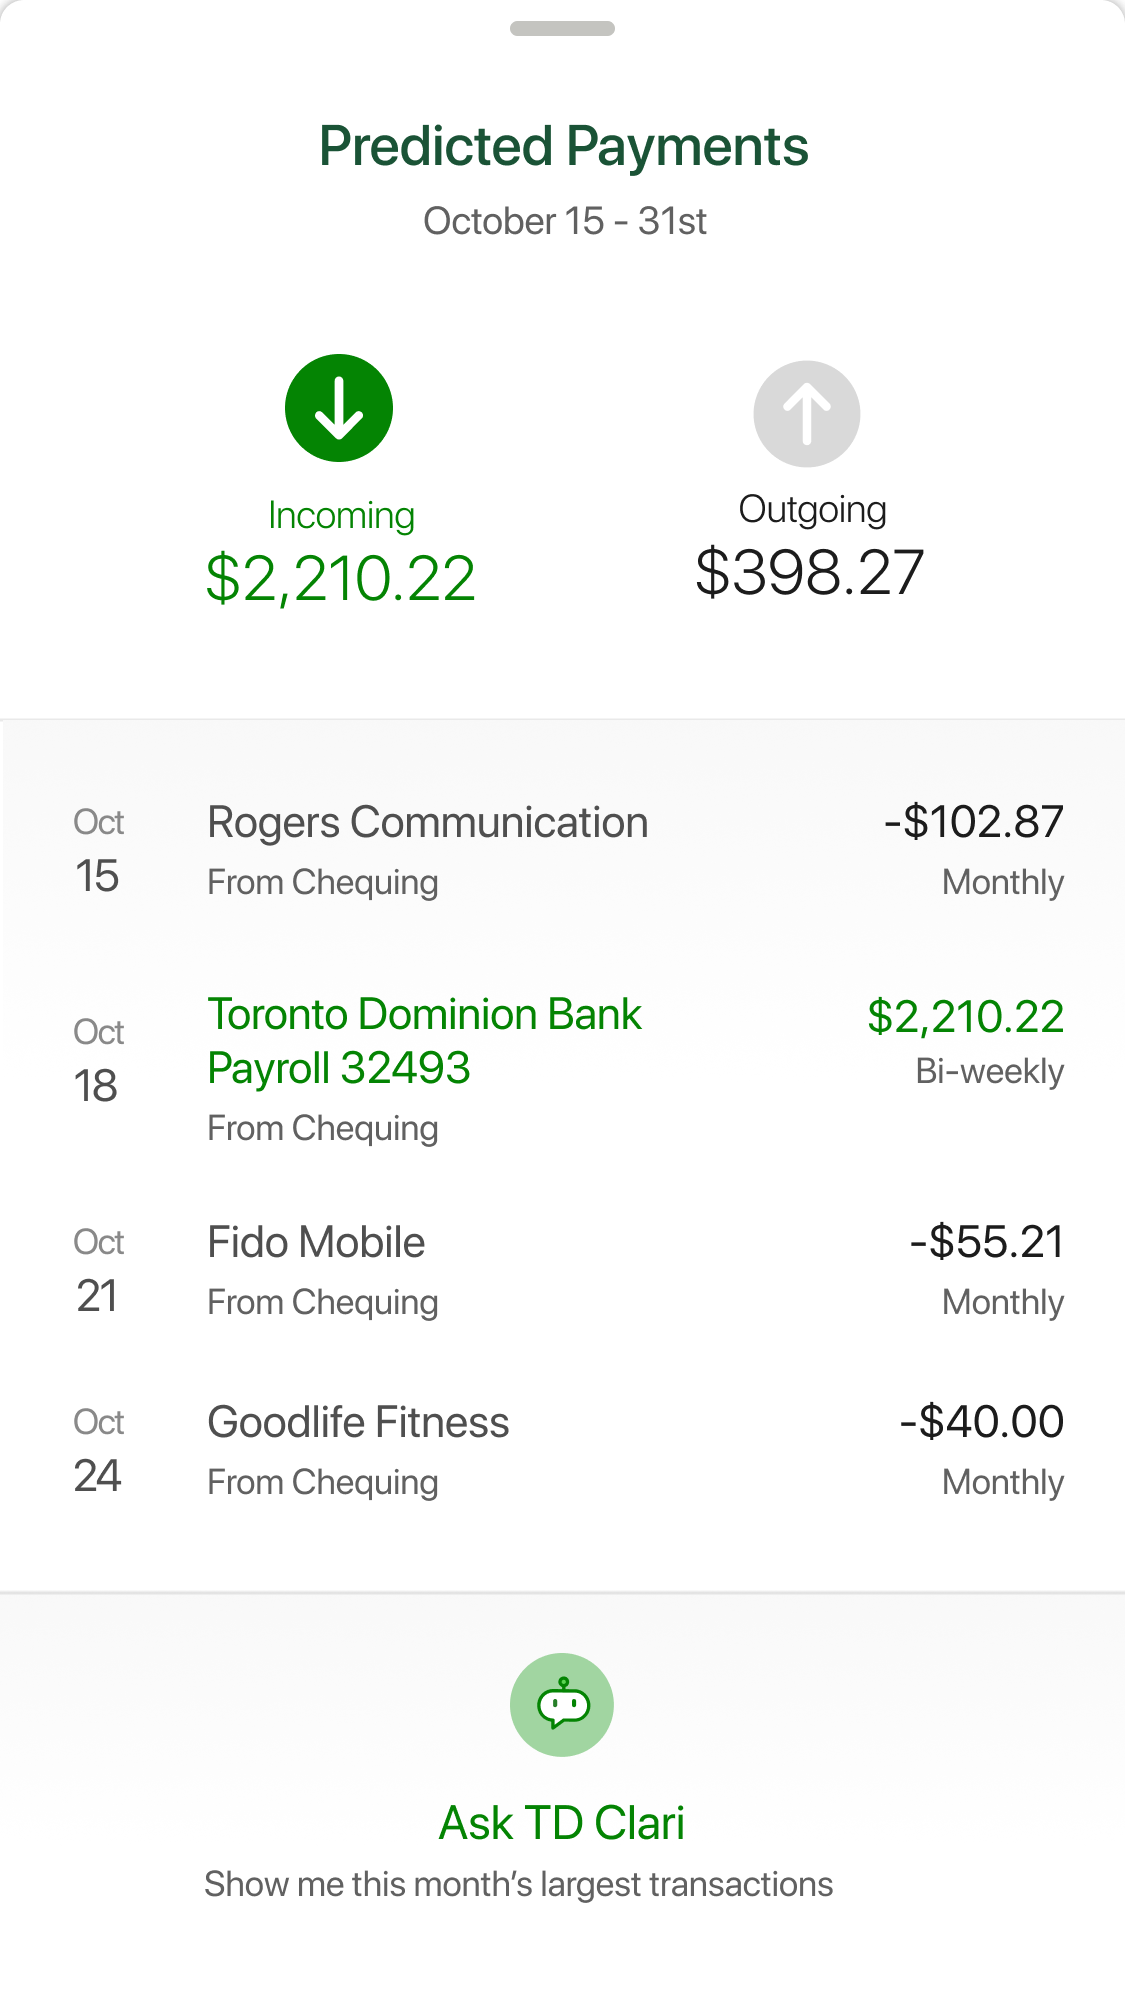 Predicted Payments
October 15 - 31st
Incoming
$2,210.22
Outgoing
$398.27
Oct
15
Rogers Communication
From Chequing
-$102.87
Monthly
Oct
18
Toronto Dominion Bank
Payroll 32493
From Chequing
$2,210.22
Bi-weekly
Oct
21
Fido Mobile
From Chequing
-$55.21
Monthly
Oct
24
Goodlife Fitness
From Chequing
-$40.00
Monthly
Ask TD Clari
Show me this month’s largest transactions